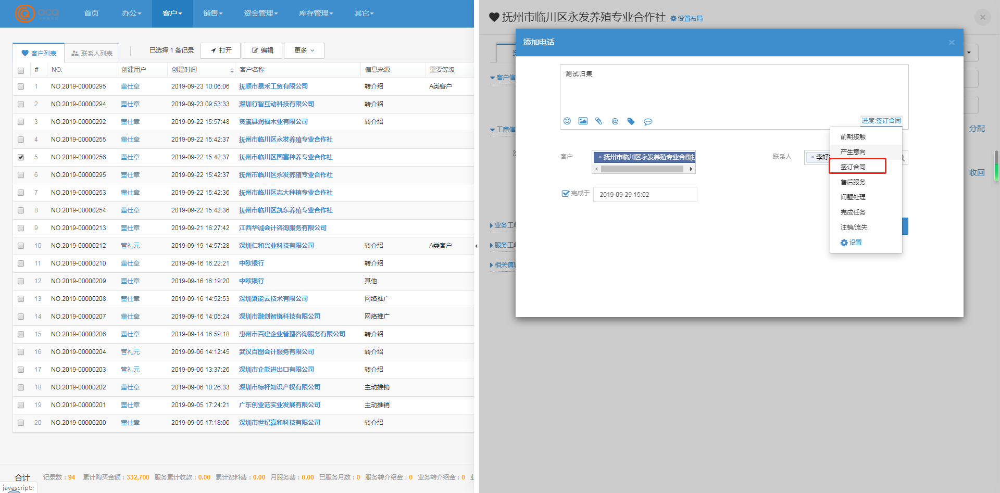 oca
首页 办公 客户 销售 资金管理 库存管理 其它
客户列表 联系人列表 已选择 1 条记录 打开 编辑 更多
# NO. 创建用户 创建时间 客户名称 信息来源 重要等级
1 NO.2019-00000295 董仕章 2019-09-23 10:06:06 抚顺市易禾工贸有限公司 转介绍 A类客户
2 NO.2019-00000294 董仕章 2019-09-23 09:53:33 深圳行智互动科技有限公司 转介绍
3 NO.2019-00000292 董仕章 2019-09-22 15:57:48 资溪县润福木业有限公司 转介绍
4 NO.2019-00000255 董仕章 2019-09-22 15:42:37 抚州市临川区永发养殖专业合作社
5 NO.2019-00000256 董仕章 2019-09-22 15:42:37 抚州市临川区国富种养专业合作社
6 NO.2019-00000295 董仕章 2019-09-22 15:42:37 抚州市临川区永发养殖专业合作社
7 NO.2019-00000253 董仕章 2019-09-22 15:42:36 抚州市临川区志大种植专业合作社
8 NO.2019-00000254 董仕章 2019-09-22 15:42:36 抚州市临川区凯东养殖专业合作社
9 NO.2019-00000213 董仕章 2019-09-21 16:27:42 江西华诚会计咨询服务有限公司
10 NO.2019-00000212 管礼元 2019-09-19 14:57:28 深圳仁和兴业科技有限公司 转介绍 A类客户
11 NO.2019-00000210 董仕章 2019-09-16 16:22:21 中欧银行 转介绍
12 NO.2019-00000209 董仕章 2019-09-16 16:19:20 中欧银行 其他
13 NO.2019-00000208 董仕章 2019-09-16 14:52:53 深圳聚能云技术有限公司 网络推广
14 NO.2019-00000207 董仕章 2019-09-16 14:05:24 深圳市融创智链科技有限公司 网络推广
15 NO.2019-00000206 董仕章 2019-09-14 16:59:18 惠州市百建企业管理咨询服务有限公司 转介绍
16 NO.2019-00000204 管礼元 2019-09-06 14:12:45 武汉百图会计服务有限公司 转介绍
17 NO.2019-00000203 管礼元 2019-09-06 13:37:26 深圳市企能进出口有限公司 转介绍
18 NO.2019-00000202 董仕章 2019-09-06 10:26:33 深圳市标杆知识产权有限公司 主动推销
19 NO.2019-00000201 董仕章 2019-09-05 17:24:21 广东创业范实业发展有限公司 主动推销
20 NO.2019-00000200 董仕章 2019-09-05 17:18:06 深圳市世纪赢和科技有限公司 转介绍
合计 记录数：94 累计购买金额：332,700 服务累计收款：0.00 累计资料费：0.00 月服务费：0.00 已服务月数：0 服务转介绍金：0 业务转介绍金：0
javascript:;
抚州市临川区永发养殖专业合作社 设置布局
添加电话
测试归集
进度:签订合同
前期接触
产生意向
签订合同
售后服务
问题处理
完成任务
注销/流失
设置
客户 抚州市临川区永发养殖专业合作社
联系人 李好
完成于 2019-09-29 15:02
客户信
工商信
业务工
服务工
相关信
分配
收回